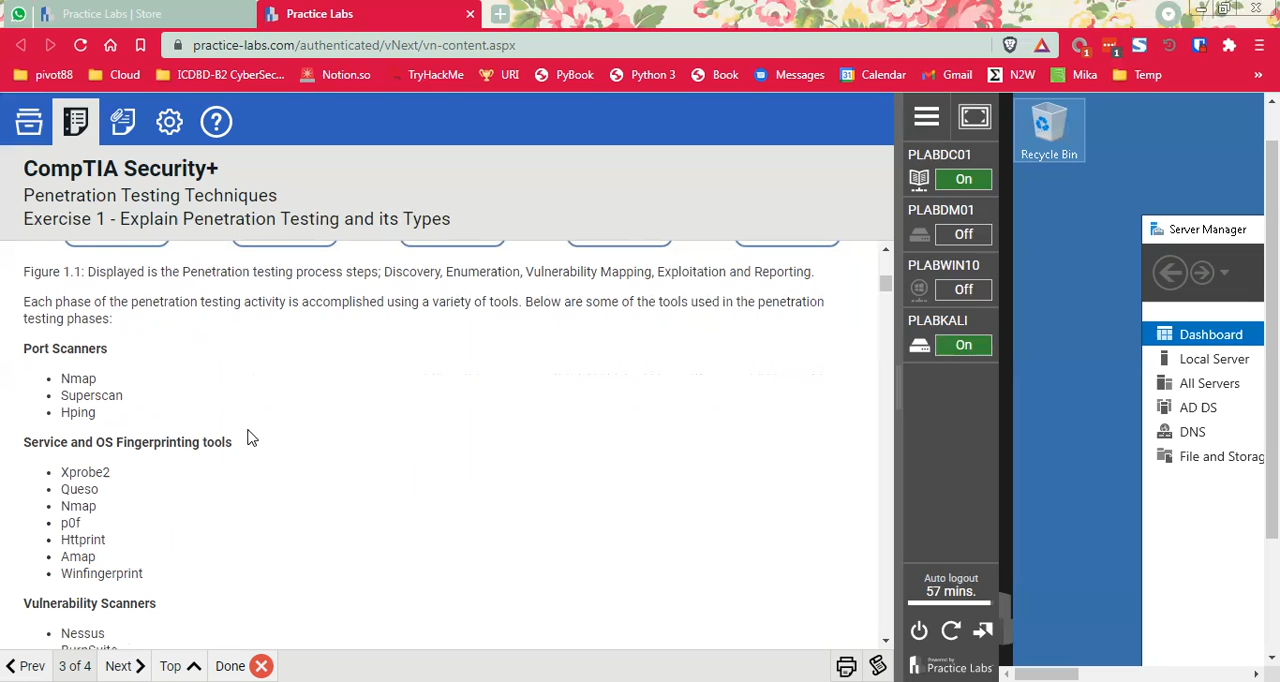 Practice Labs | Store
Practice Labs
practice-labs.com/authenticated/vNext/vn-content.aspx
pivot88
Cloud
ICDBD-B2 CyberSec...
Notion.so
TryHackMe
URI
PyBook
Python 3
Book
Messages
Calendar
Gmail
N2W
Mika
Temp
CompTIA Security+
Penetration Testing Techniques
Exercise 1 - Explain Penetration Testing and its Types
Figure 1.1: Displayed is the Penetration testing process steps; Discovery, Enumeration, Vulnerability Mapping, Exploitation and Reporting.
Each phase of the penetration testing activity is accomplished using a variety of tools. Below are some of the tools used in the penetration
testing phases:
Port Scanners
• Nmap
• Superscan
• Hping
Service and OS Fingerprinting tools
• Xprobe2
• Queso
• Nmap
• p0f
• Httprint
• Amap
• Winfingerprint
Vulnerability Scanners
• Nessus
Prev
3 of 4
Next
Top
Done
PLABDC01
On
PLABDM01
Off
PLABWIN10
Off
PLABKALI
On
Auto logout
57 mins.
Powered by
Practice Labs
Recycle Bin
Server Manager
Dashboard
Local Server
All Servers
AD DS
DNS
File and Storag